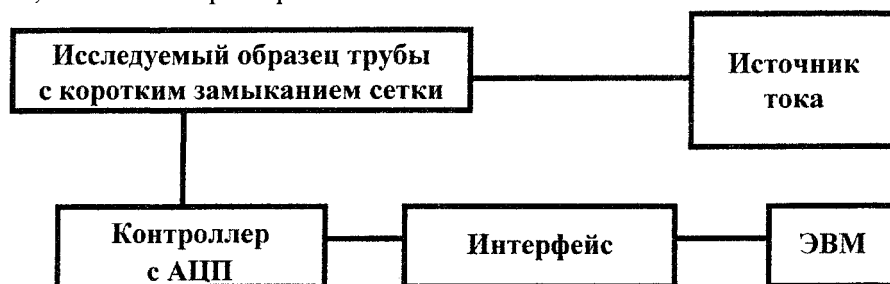 Исследуемый образец трубы
с коротким замыканием сетки
Источник
тока
Контроллер
с АЦП
Интерфейс
ЭВМ